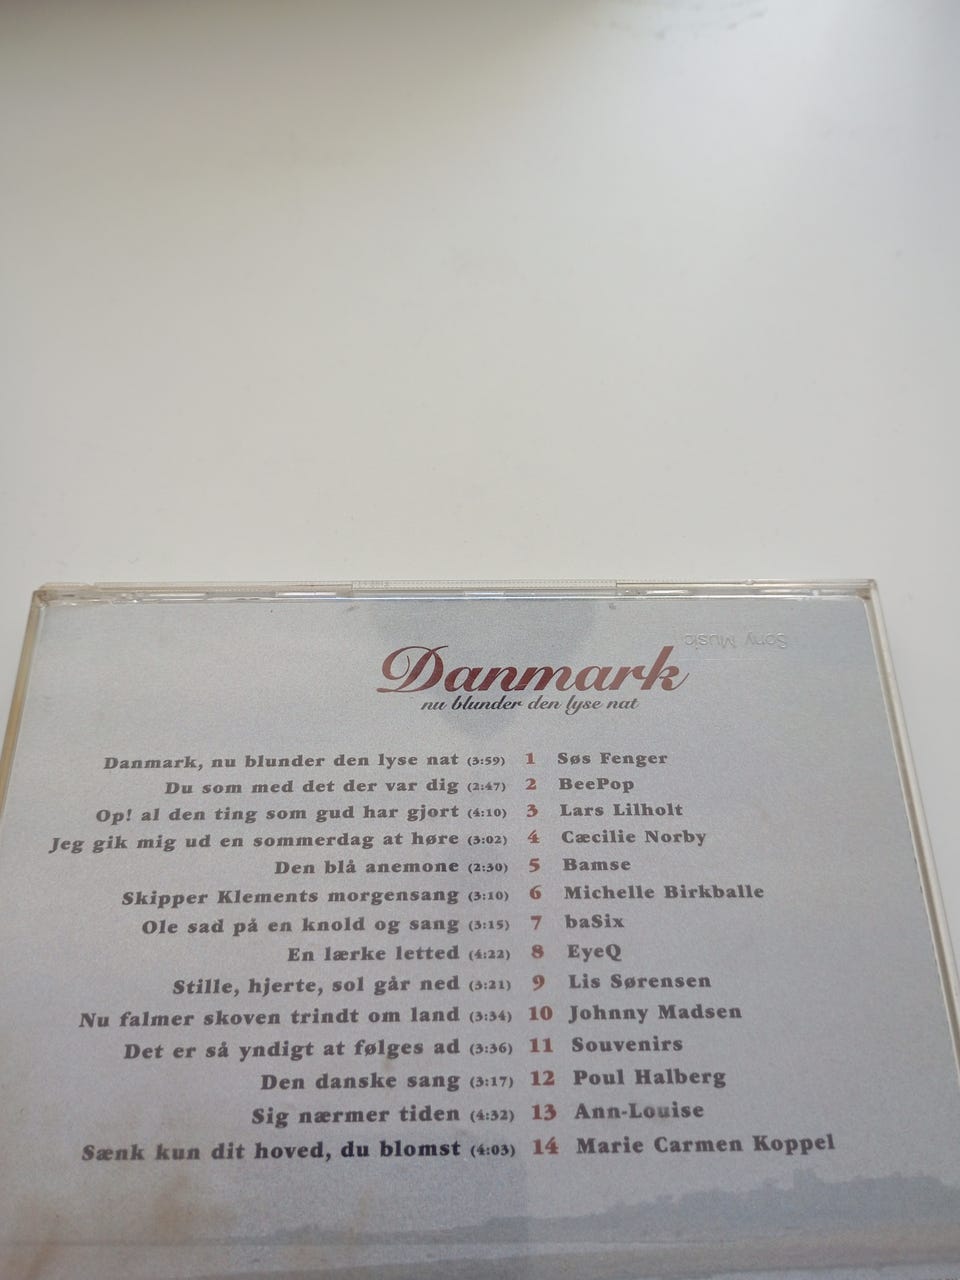 Sony Music
Danmark
nu blunder den lyse nat
Danmark, nu blunder den lyse nat (3:59) 1 Søs Fenger
Du som med det der var dig (2:47) 2 BeePop
Op! al den ting som gud har gjort (4:10) 3 Lars Lilholt
Jeg gik mig ud en sommerdag at høre (3:02) 4 Cæcilie Norby
Den blå anemone (2:30) 5 Bamse
Skipper Klements morgensang (3:10) 6 Michelle Birkballe
Ole sad på en knold og sang (3:15) 7 baSix
En lærke letted (4:22) 8 EyeQ
Stille, hjerte, sol går ned (3:21) 9 Lis Sørensen
Nu falmer skoven trindt om land (3:34) 10 Johnny Madsen
Det er så yndigt at følges ad (3:36) 11 Souvenirs
Den danske sang (3:17) 12 Poul Halberg
Sig nærmer tiden (4:32) 13 Ann-Louise
Sænk kun dit hoved, du blomst (4:03) 14 Marie Carmen Koppel